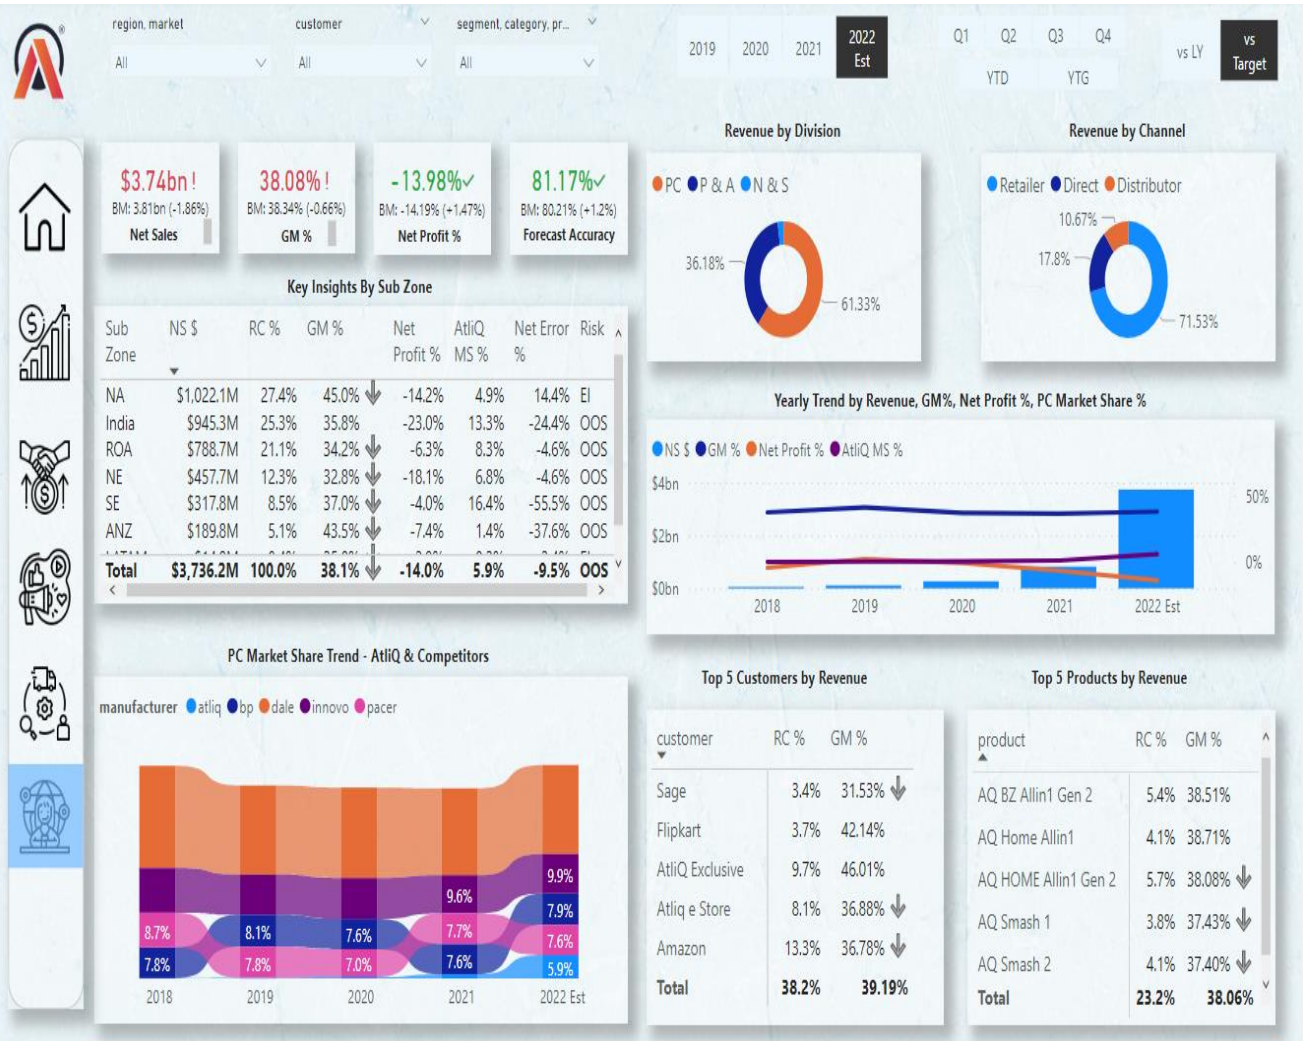 region, market
customer
segment, category, pr...
All
All
All
2019
2020
2021
2022
Est
Q1
Q2
Q3
Q4
YTD
YTG
vs LY
vs
Target
$3.74bn !
BM: 3.81bn (-1.86%)
Net Sales
38.08% !
BM: 38.34% (-0.66%)
GM %
-13.98%✓
BM: -14.19% (+1.47%)
Net Profit %
81.17%✓
BM: 80.21% (+1.2%)
Forecast Accuracy
Revenue by Division
PC P & A N & S
36.18%
61.33%
Revenue by Channel
Retailer Direct Distributor
10.67%
17.8%
71.53%
Key Insights By Sub Zone
Sub NS $ RC % GM % Net AtliQ Net Error Risk
Zone Profit % MS % %
NA $1,022.1M 27.4% 45.0% -14.2% 4.9% 14.4% EI
India $945.3M 25.3% 35.8% -23.0% 13.3% -24.4% OOS
ROA $788.7M 21.1% 34.2% -6.3% 8.3% -4.6% OOS
NE $457.7M 12.3% 32.8% -18.1% 6.8% -4.6% OOS
SE $317.8M 8.5% 37.0% -4.0% 16.4% -55.5% OOS
ANZ $189.8M 5.1% 43.5% -7.4% 1.4% -37.6% OOS
Total $3,736.2M 100.0% 38.1% -14.0% 5.9% -9.5% OOS
Yearly Trend by Revenue, GM%, Net Profit %, PC Market Share %
NS $ GM % Net Profit % AtliQ MS %
$4bn
$2bn
$0bn
50%
0%
2018 2019 2020 2021 2022 Est
PC Market Share Trend - AtliQ & Competitors
manufacturer atliq bp dale innovo pacer
8.7%
7.8%
8.1%
7.8%
7.6%
7.0%
9.6%
7.7%
7.6%
9.9%
7.9%
7.6%
5.9%
2018 2019 2020 2021 2022 Est
Top 5 Customers by Revenue
customer RC % GM %
Sage 3.4% 31.53%
Flipkart 3.7% 42.14%
AtliQ Exclusive 9.7% 46.01%
Atliq e Store 8.1% 36.88%
Amazon 13.3% 36.78%
Total 38.2% 39.19%
Top 5 Products by Revenue
product RC % GM %
AQ BZ Allin1 Gen 2 5.4% 38.51%
AQ Home Allin1 4.1% 38.71%
AQ HOME Allin1 Gen 2 5.7% 38.08%
AQ Smash 1 3.8% 37.43%
AQ Smash 2 4.1% 37.40%
Total 23.2% 38.06%